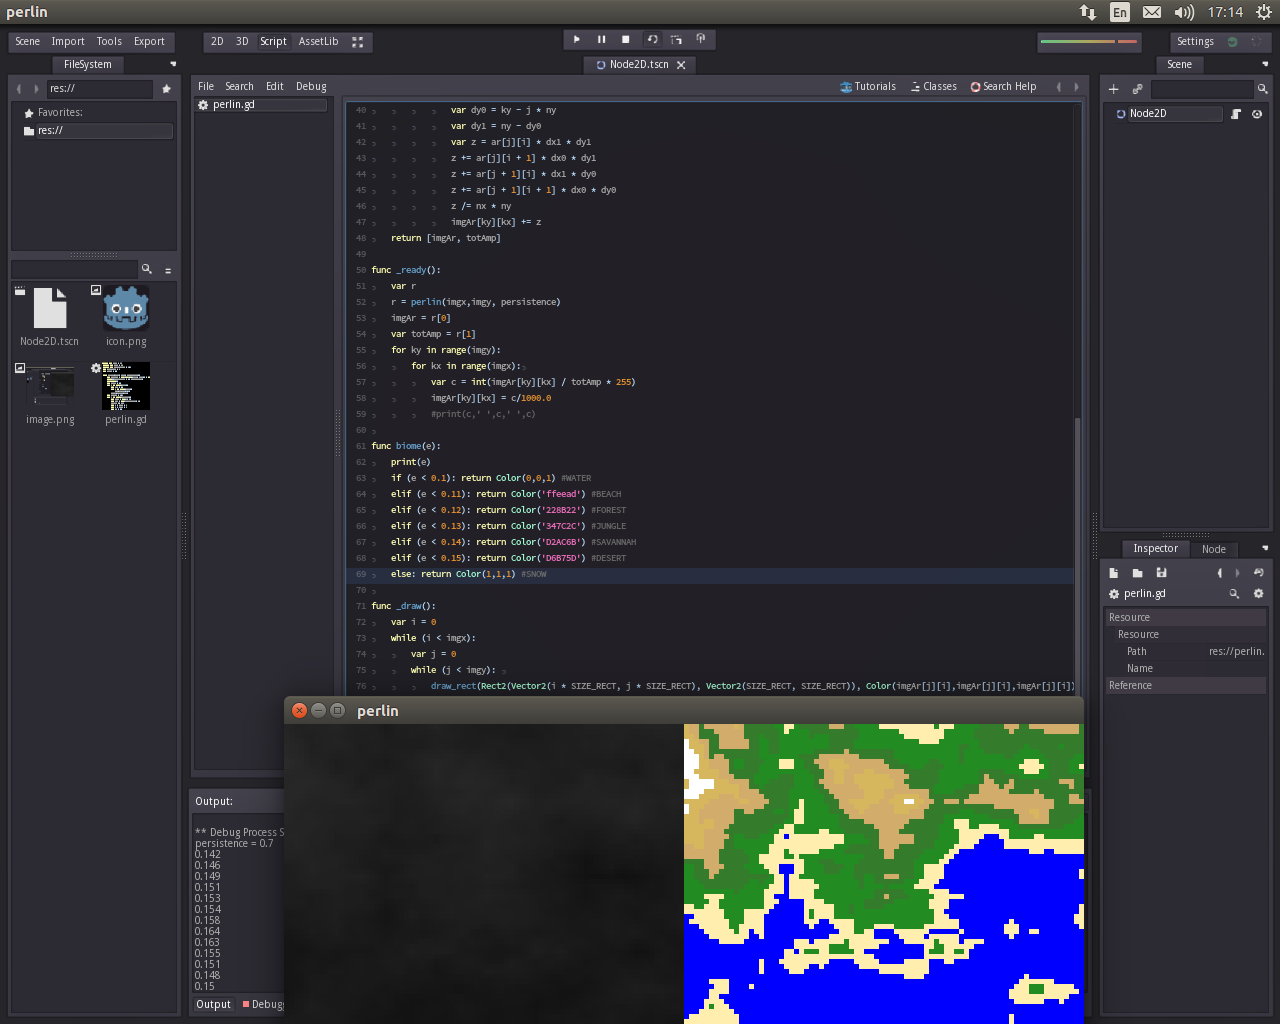 perlin
En
17:14
Scene Import Tools Export
2D 3D Script AssetLib
Settings
FileSystem
Node2D.tscn
Scene
res://
File Search Edit Debug
Tutorials Classes Search Help
perlin.gd
Favorites:
res://
Node2D
40 var dy0 = ky - j * ny
41 var dy1 = ny - dy0
42 var z = ar[j][i] * dx1 * dy1
43 z += ar[j][i + 1] * dx0 * dy1
44 z += ar[j + 1][i] * dx1 * dy0
45 z += ar[j + 1][i + 1] * dx0 * dy0
46 z /= nx * ny
47 imgAr[ky][kx] += z
48 return [imgAr, totAmp]
49
50 func _ready():
51 var r
52 r = perlin(imgx,imgy, persistence)
53 imgAr = r[0]
54 var totAmp = r[1]
55 for ky in range(imgy):
56 for kx in range(imgx):
57 var c = int(imgAr[ky][kx] / totAmp * 255)
58 imgAr[ky][kx] = c/1000.0
59 #print(c,' ',c,' ',c)
60
61 func biome(e):
62 print(e)
63 if (e < 0.1): return Color(0,0,1) #WATER
64 elif (e < 0.11): return Color('ffeead') #BEACH
65 elif (e < 0.12): return Color('228B22') #FOREST
66 elif (e < 0.13): return Color('347C2C') #JUNGLE
67 elif (e < 0.14): return Color('D2AC6B') #SAVANNAH
68 elif (e < 0.15): return Color('D6B75D') #DESERT
69 else: return Color(1,1,1) #SNOW
70
71 func _draw():
72 var i = 0
73 while (i < imgx):
74 var j = 0
75 while (j < imgy):
76 draw_rect(Rect2(Vector2(i * SIZE_RECT, j * SIZE_RECT), Vector2(SIZE_RECT, SIZE_RECT)), Color(imgAr[j][i],imgAr[j][i],imgAr[j][i])
Node2D.tscn icon.png
image.png perlin.gd
Inspector Node
perlin.gd
Resource
Resource
Path res://perlin.
Name
Reference
perlin
Output:
** Debug Process S
persistence = 0.7
0.142
0.146
0.149
0.151
0.153
0.154
0.158
0.164
0.163
0.155
0.151
0.148
0.15
Output Debug